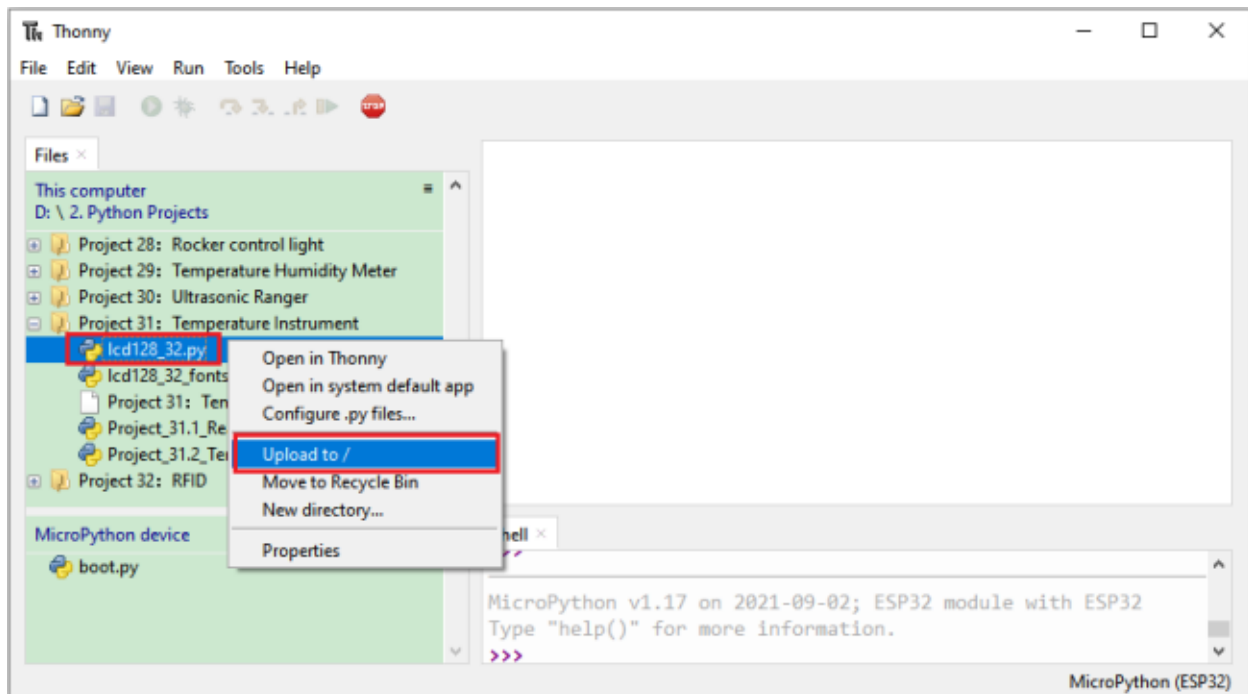 Thonny
File Edit View Run Tools Help
STOP
Files
This computer
D: \ 2. Python Projects
Project 28: Rocker control light
Project 29: Temperature Humidity Meter
Project 30: Ultrasonic Ranger
Project 31: Temperature Instrument
lcd128_32.py
lcd128_32_fonts
Project 31: Ten
Project_31.1_Re
Project_31.2_Te
Project 32: RFID
Open in Thonny
Open in system default app
Configure .py files...
Upload to /
Move to Recycle Bin
New directory...
Properties
MicroPython device
boot.py
hell
>>>
MicroPython v1.17 on 2021-09-02; ESP32 module with ESP32
Type "help()" for more information.
>>>
MicroPython (ESP32)